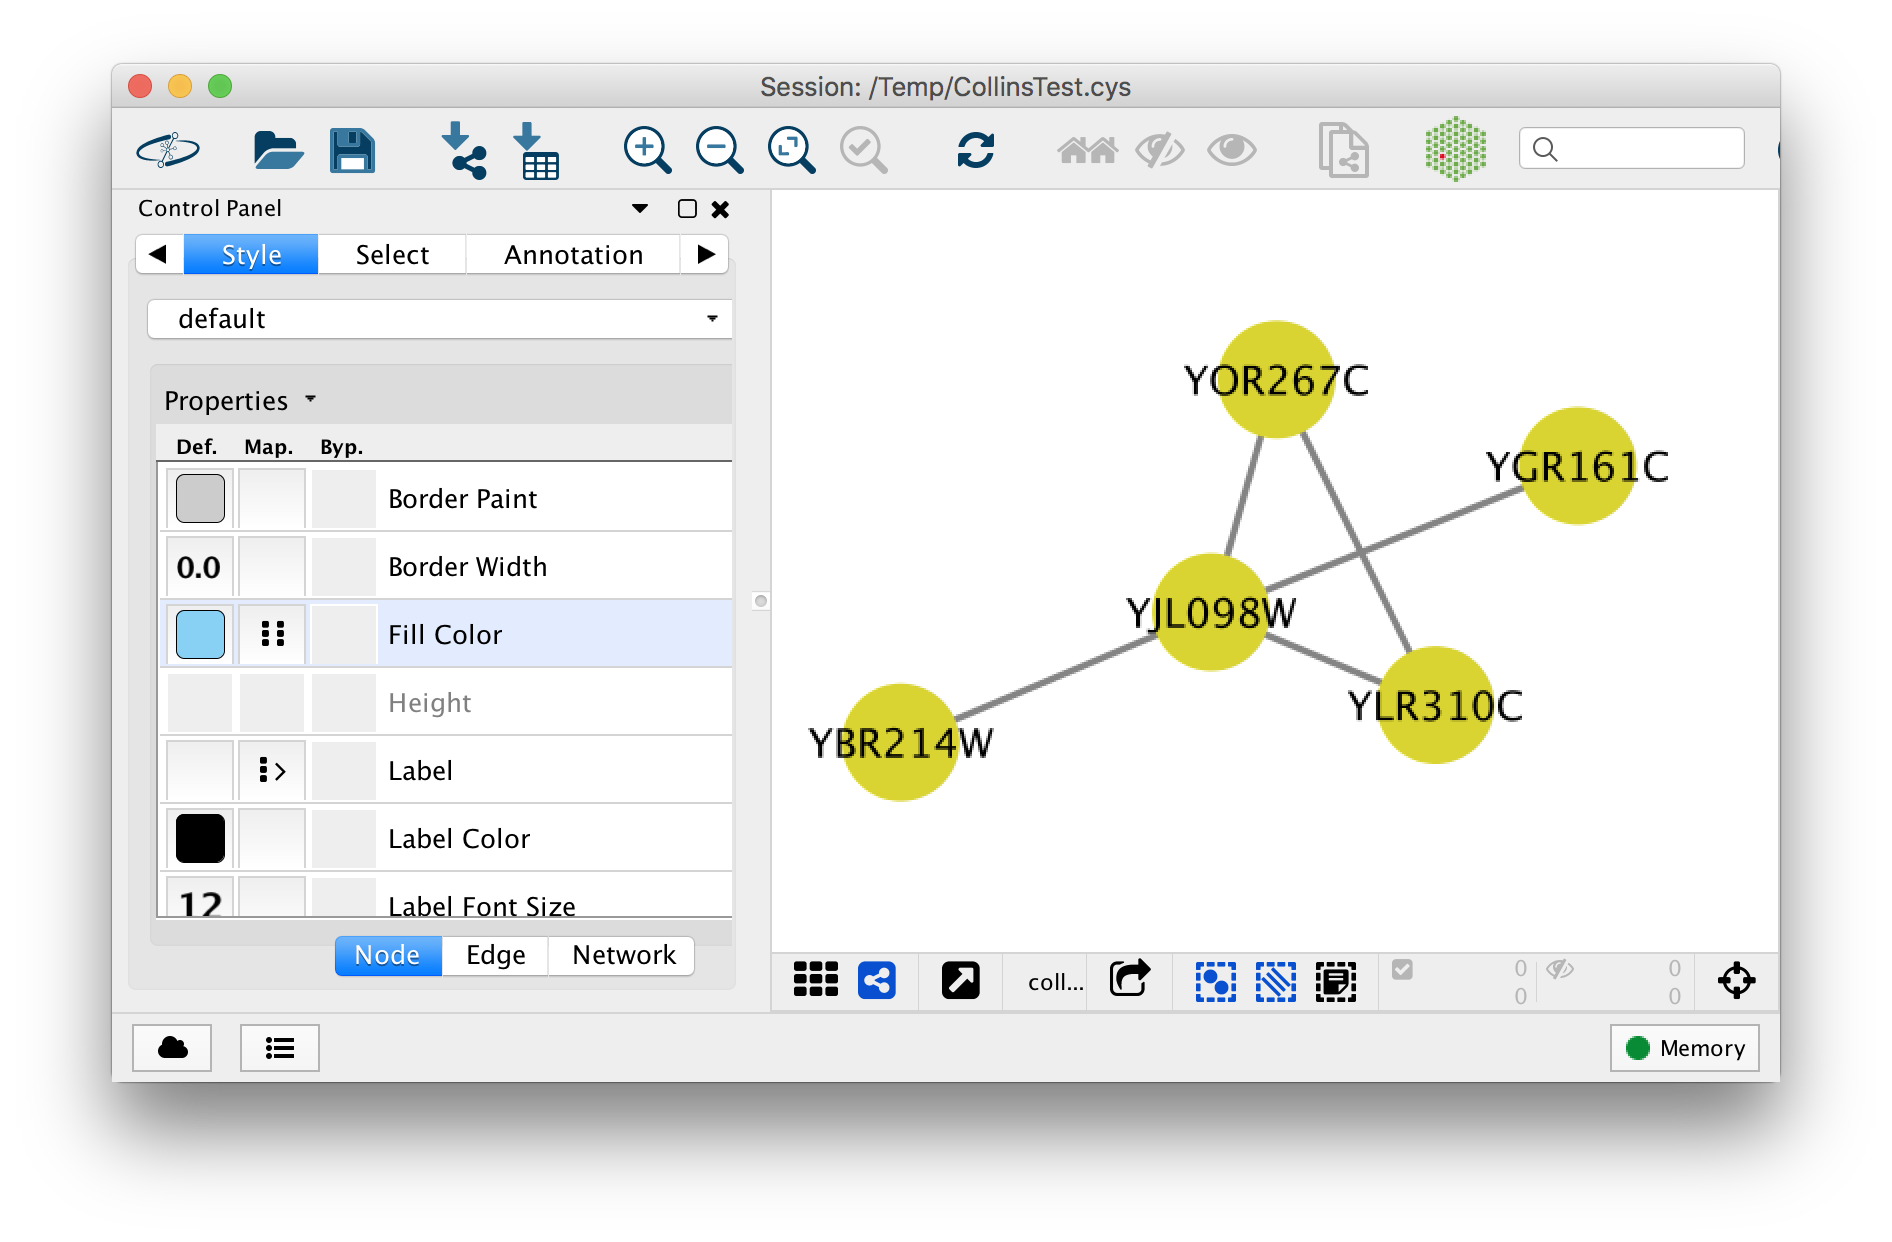 Session: /Temp/CollinsTest.cys
Control Panel
Style Select Annotation
default
Properties
Def. Map. Byp.
Border Paint
0.0 Border Width
Fill Color
Height
Label
Label Color
12 Label Font Size
Node Edge Network
YOR267C
YGR161C
YJL098W
YLR310C
YBR214W
coll...
0 0
0 0
Memory